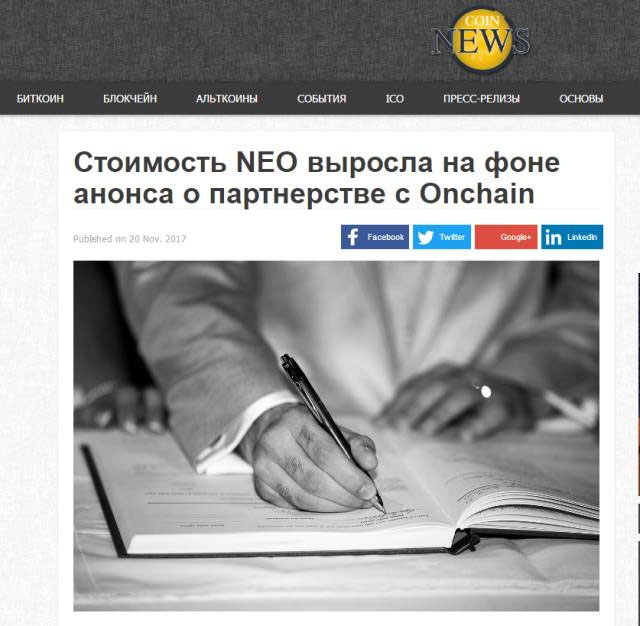 COIN
NEWS
БИТКОИН БЛОКЧЕЙН АЛЬТКОИНЫ СОБЫТИЯ ICO ПРЕСС-РЕЛИЗЫ ОСНОВЫ
Стоимость NEO выросла на фоне
анонса о партнерстве с Onchain
Published on 20 Nov. 2017
Facebook Twitter Google+ LinkedIn